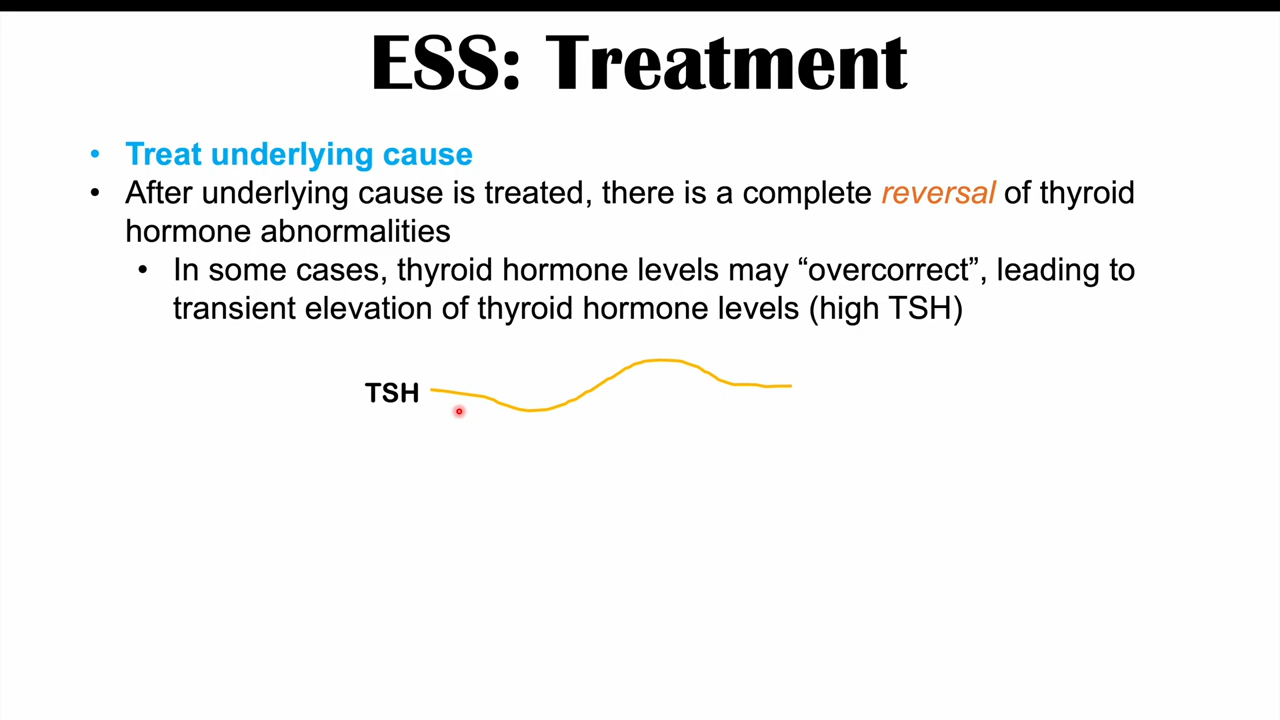 ESS: Treatment
• Treat underlying cause
• After underlying cause is treated, there is a complete reversal of thyroid
hormone abnormalities
• In some cases, thyroid hormone levels may “overcorrect”, leading to
transient elevation of thyroid hormone levels (high TSH)
TSH